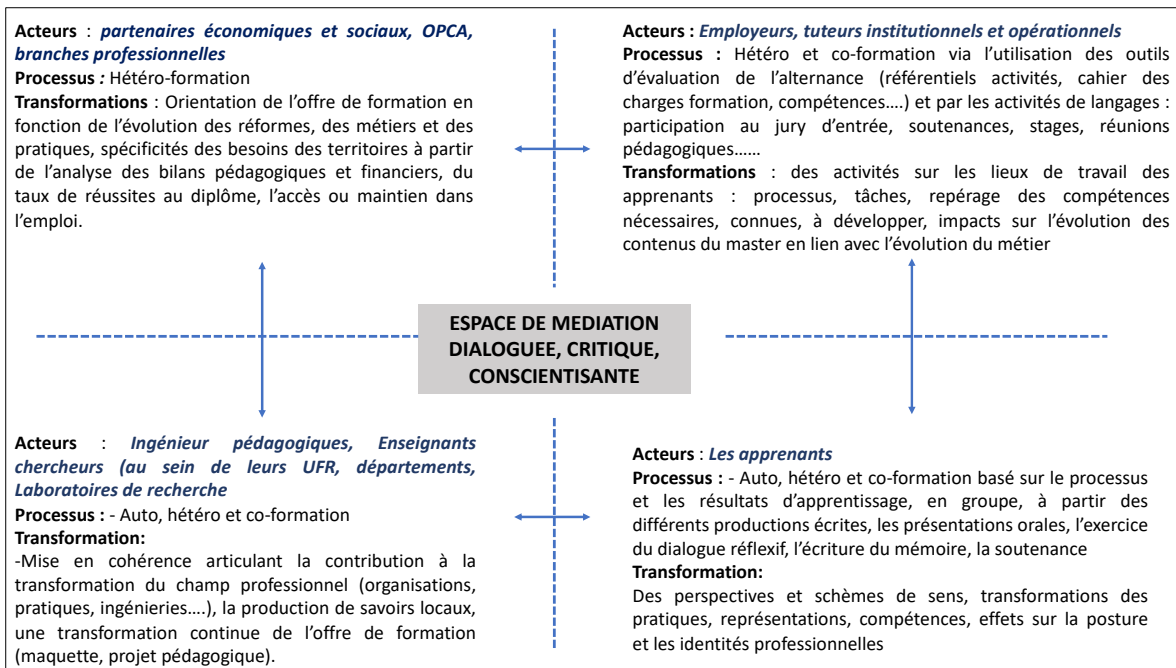 Acteurs : partenaires économiques et sociaux, OPCA,
branches professionnelles
Processus : Hétéro-formation
Transformations : Orientation de l’offre de formation en
fonction de l’évolution des réformes, des métiers et des
pratiques, spécificités des besoins des territoires à partir
de l’analyse des bilans pédagogiques et financiers, du
taux de réussites au diplôme, l’accès ou maintien dans
l’emploi.
Acteurs : Employeurs, tuteurs institutionnels et opérationnels
Processus : Hétéro et co-formation via l’utilisation des outils
d’évaluation de l’alternance (référentiels activités, cahier des
charges formation, compétences….) et par les activités de langages :
participation au jury d’entrée, soutenances, stages, réunions
pédagogiques……
Transformations : des activités sur les lieux de travail des
apprenants : processus, tâches, repérage des compétences
nécessaires, connues, à développer, impacts sur l’évolution des
contenus du master en lien avec l’évolution du métier
ESPACE DE MEDIATION
DIALOGUEE, CRITIQUE,
CONSCIENTISANTE
Acteurs : Ingénieur pédagogiques, Enseignants
chercheurs (au sein de leurs UFR, départements,
Laboratoires de recherche
Processus : - Auto, hétéro et co-formation
Transformation:
-Mise en cohérence articulant la contribution à la
transformation du champ professionnel (organisations,
pratiques, ingénieries….), la production de savoirs locaux,
une transformation continue de l’offre de formation
(maquette, projet pédagogique).
Acteurs : Les apprenants
Processus : - Auto, hétéro et co-formation basé sur le processus
et les résultats d’apprentissage, en groupe, à partir des
différents productions écrites, les présentations orales, l’exercice
du dialogue réflexif, l’écriture du mémoire, la soutenance
Transformation:
Des perspectives et schèmes de sens, transformations des
pratiques, représentations, compétences, effets sur la posture
et les identités professionnelles